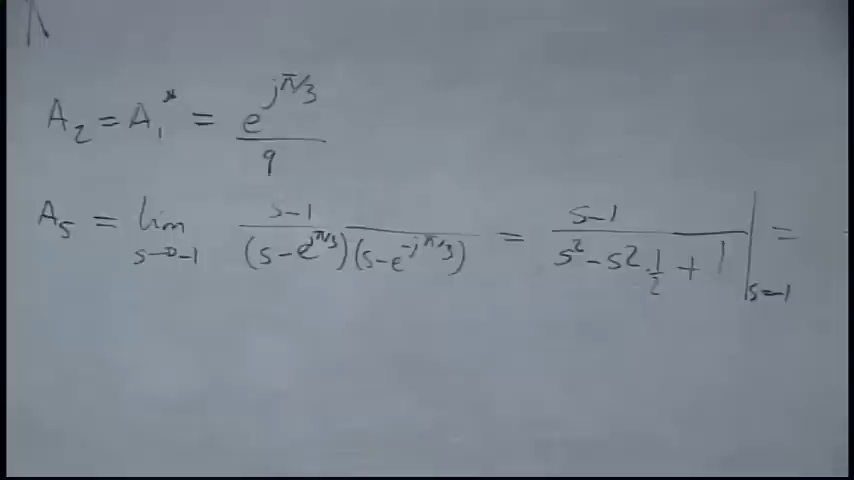 A₂ = A₁* = e^{jπ/3} / 9
A₅ = lim_{s→-1} (s-1) / ((s-e^{jπ/3})(s-e^{-jπ/3})) = (s-1) / (s²-s2·1/2+1) |_{s=-1} =